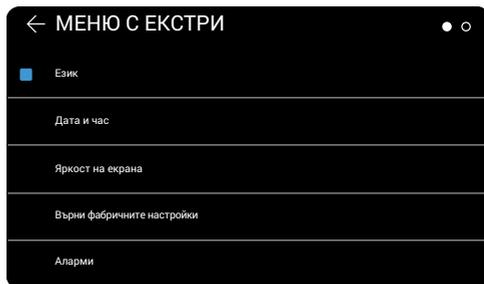 МЕНЮ С ЕКСТРИ
Език
Дата и час
Яркост на екрана
Върни фабричните настройки
Аларми